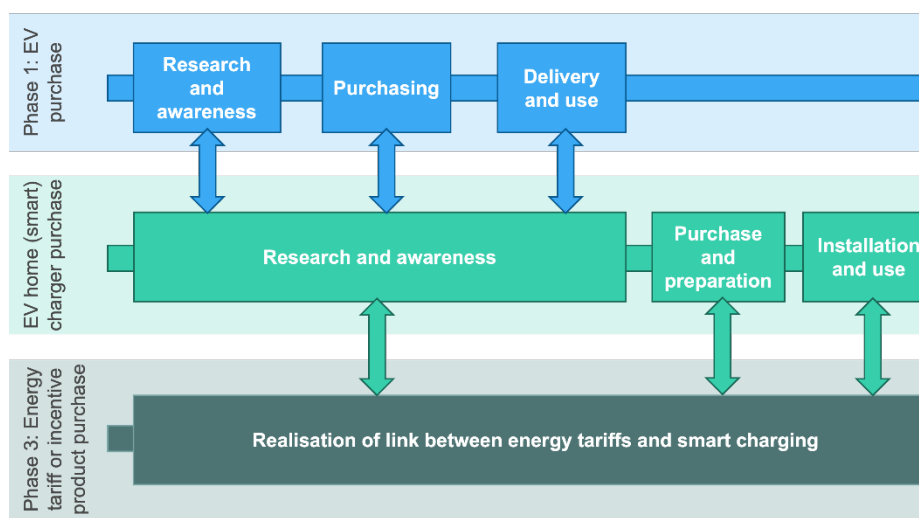 Phase 1: EV
purchase
Research
and
awareness
Purchasing
Delivery
and use
EV home (smart)
charger purchase
Research and awareness
Purchase
and
preparation
Installation
and use
Phase 3: Energy
tariff or incentive
product purchase
Realisation of link between energy tariffs and smart charging